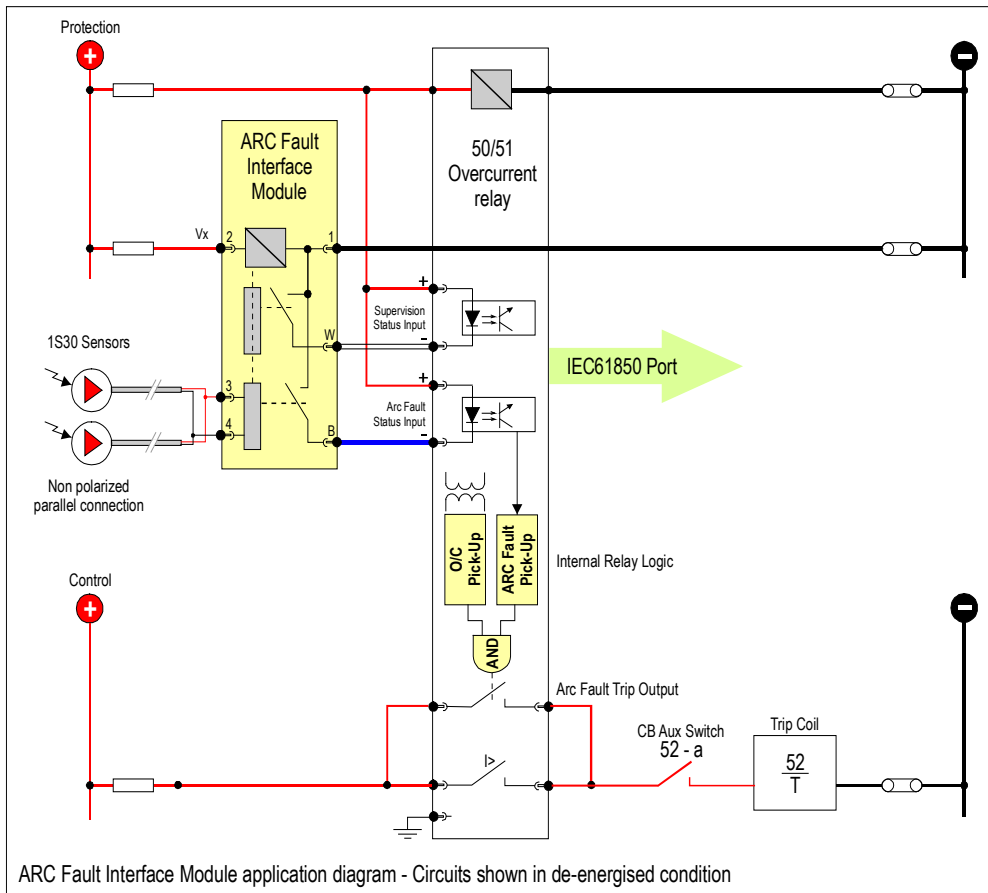 Protection
+
−
ARC Fault
Interface
Module
50/51
Overcurrent
relay
Vx
2
1
+
Supervision
Status Input
-
W
1S30 Sensors
3
4
+
Arc Fault
Status Input
-
B
IEC61850 Port
Non polarized
parallel connection
O/C
Pick-Up
ARC Fault
Pick-Up
Internal Relay Logic
Control
+
−
AND
Arc Fault Trip Output
CB Aux Switch
52 - a
Trip Coil
52
T
I>
ARC Fault Interface Module application diagram - Circuits shown in de-energised condition